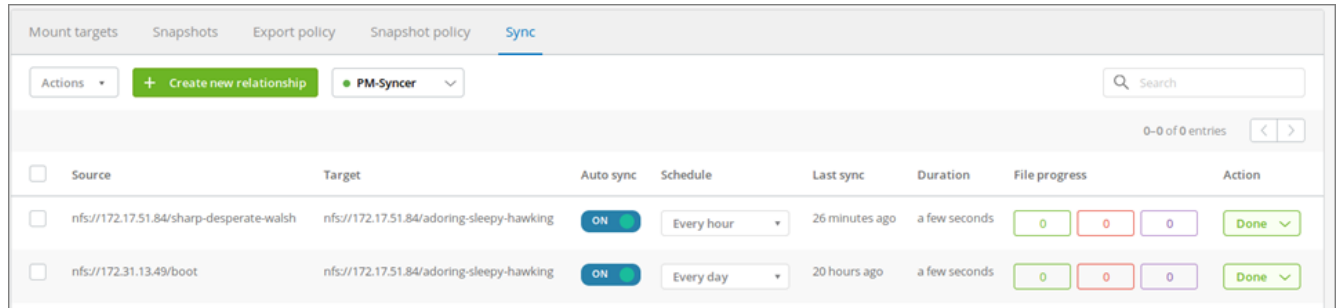 Mount targets Snapshots Export policy Snapshot policy Sync
Actions + Create new relationship PM-Syncer Search
0–0 of 0 entries < >
Source Target Auto sync Schedule Last sync Duration File progress Action
nfs://172.17.51.84/sharp-desperate-walsh nfs://172.17.51.84/adoring-sleepy-hawking ON Every hour 26 minutes ago a few seconds 0 0 0 Done
nfs://172.31.13.49/boot nfs://172.17.51.84/adoring-sleepy-hawking ON Every day 20 hours ago a few seconds 0 0 0 Done